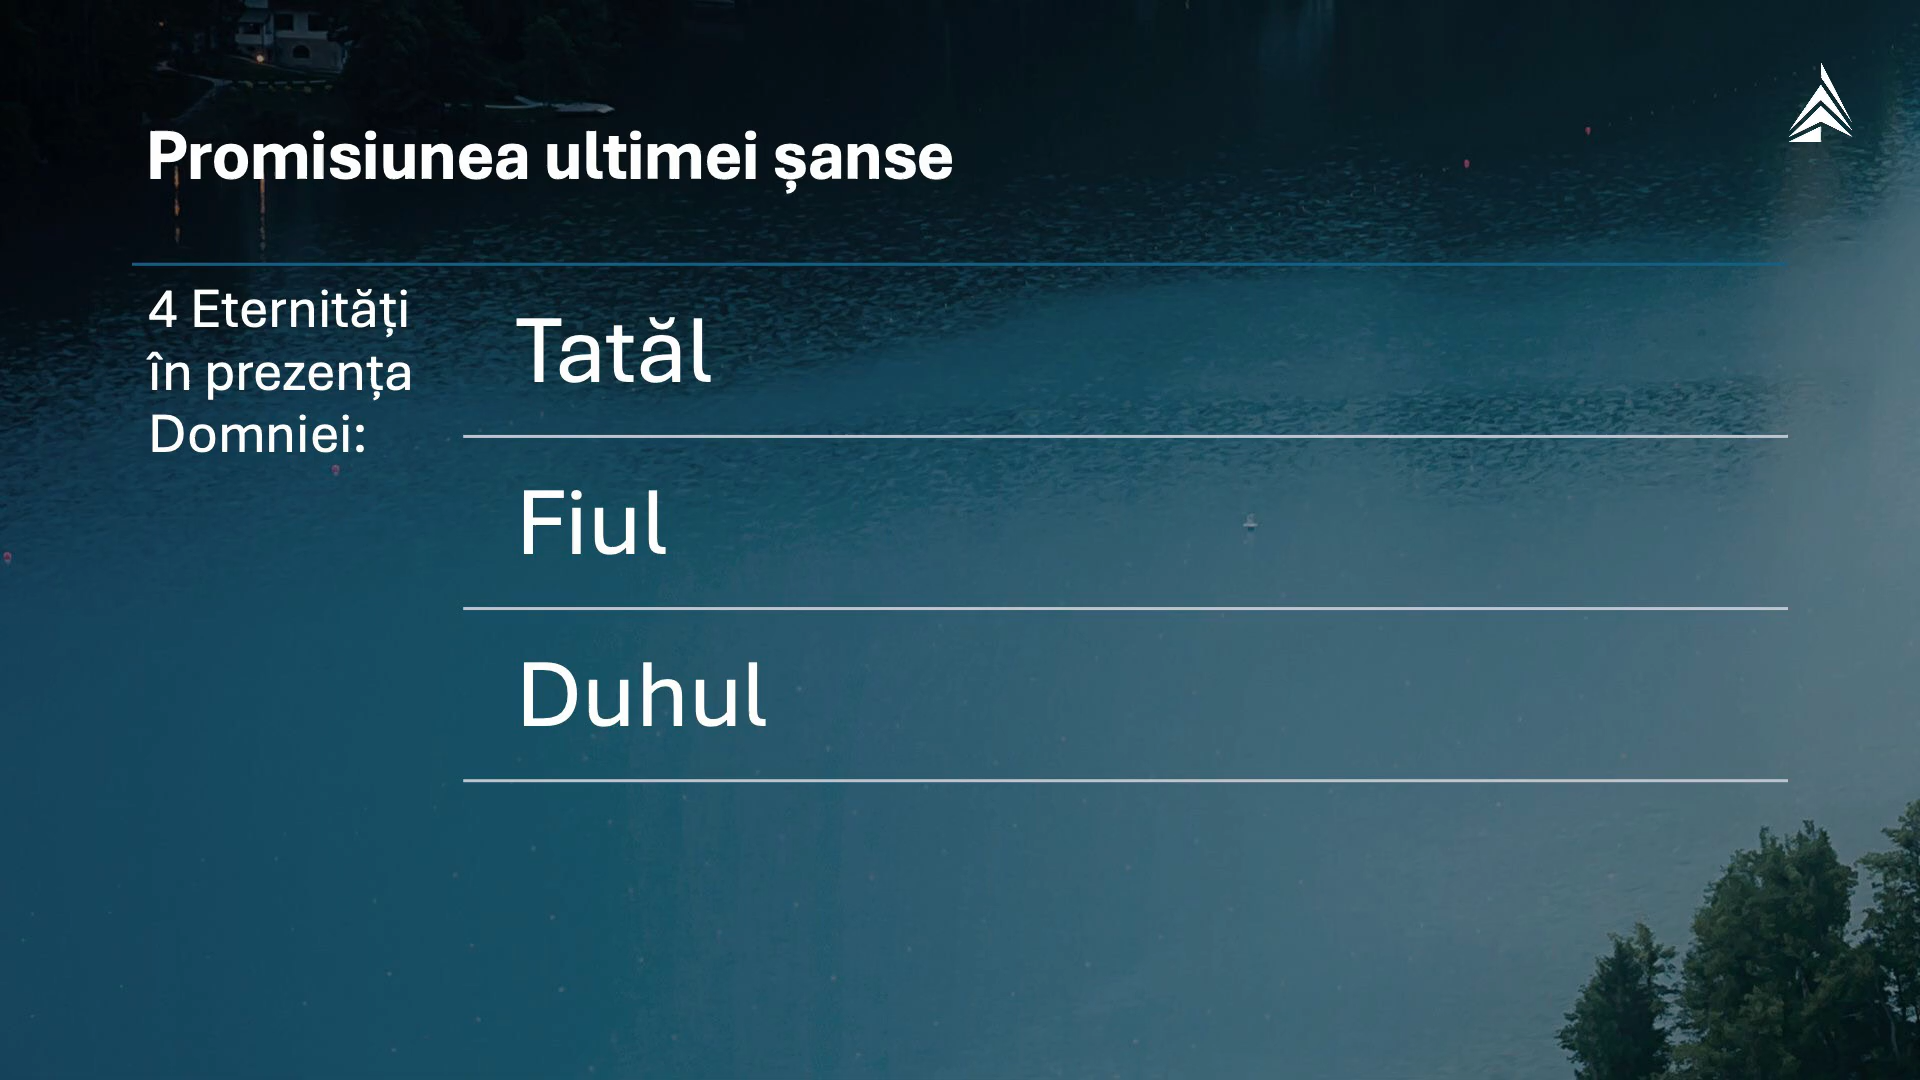 Promisiunea ultimei șanse
4 Eternități
în prezența
Domniei:
Tatăl
Fiul
Duhul